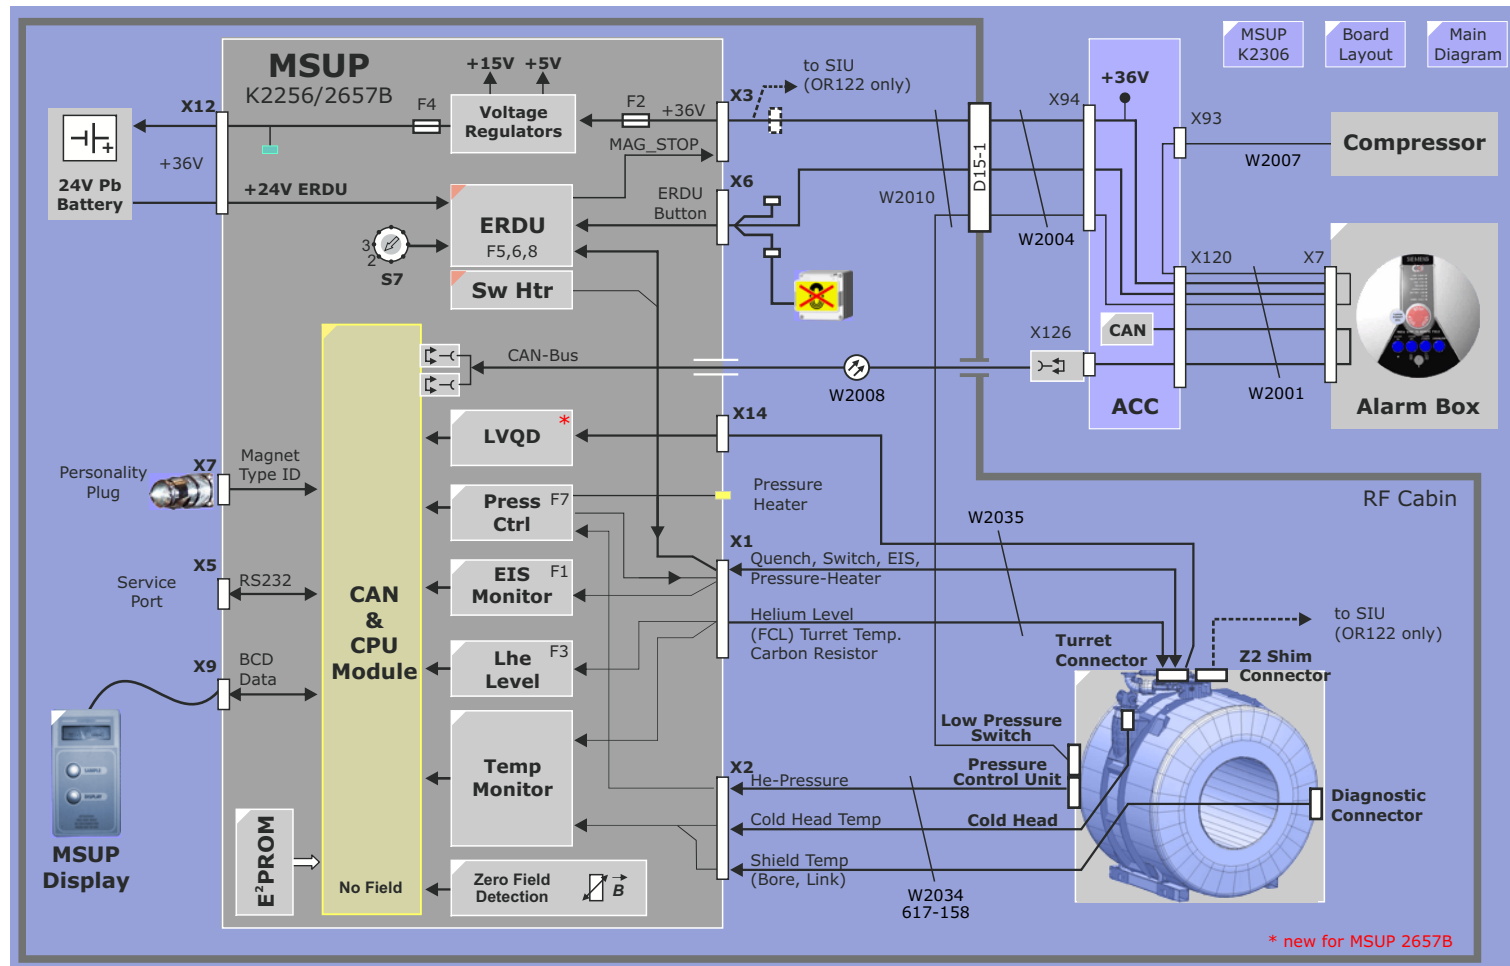 MSUP
K2306
Board
Layout
Main
Diagram
MSUP
K2256/2657B
+15V +5V
Voltage
Regulators
F4
F2
+36V
X3
to SIU
(OR122 only)
X12
+36V
24V Pb
Battery
+24V ERDU
MAG_STOP
X6
ERDU
Button
ERDU
F5,6,8
3
2
S7
Sw Htr
W2010
D15-1
W2004
X94
+36V
X93
W2007
Compressor
X120
X7
SIEMENS
CAN
X126
ACC
W2001
Alarm Box
CAN-Bus
W2008
X14
LVQD
*
Personality
Plug
X7
Magnet
Type ID
Press
Ctrl
F7
Pressure
Heater
RF Cabin
W2035
X1
Quench, Switch, EIS,
Pressure-Heater
EIS
Monitor
F1
Service
Port
X5
RS232
CAN
&
CPU
Module
Helium Level
(FCL) Turret Temp.
Carbon Resistor
Lhe
Level
F3
X9
BCD
Data
Turret
Connector
Z2 Shim
Connector
to SIU
(OR122 only)
Low Pressure
Switch
Pressure
Control Unit
Temp
Monitor
X2
He-Pressure
Cold Head Temp
Cold Head
Shield Temp
(Bore, Link)
Diagnostic
Connector
W2034
617-158
SAMPLE
DISPLAY
MSUP
Display
E²PROM
No Field
Zero Field
Detection
B
* new for MSUP 2657B